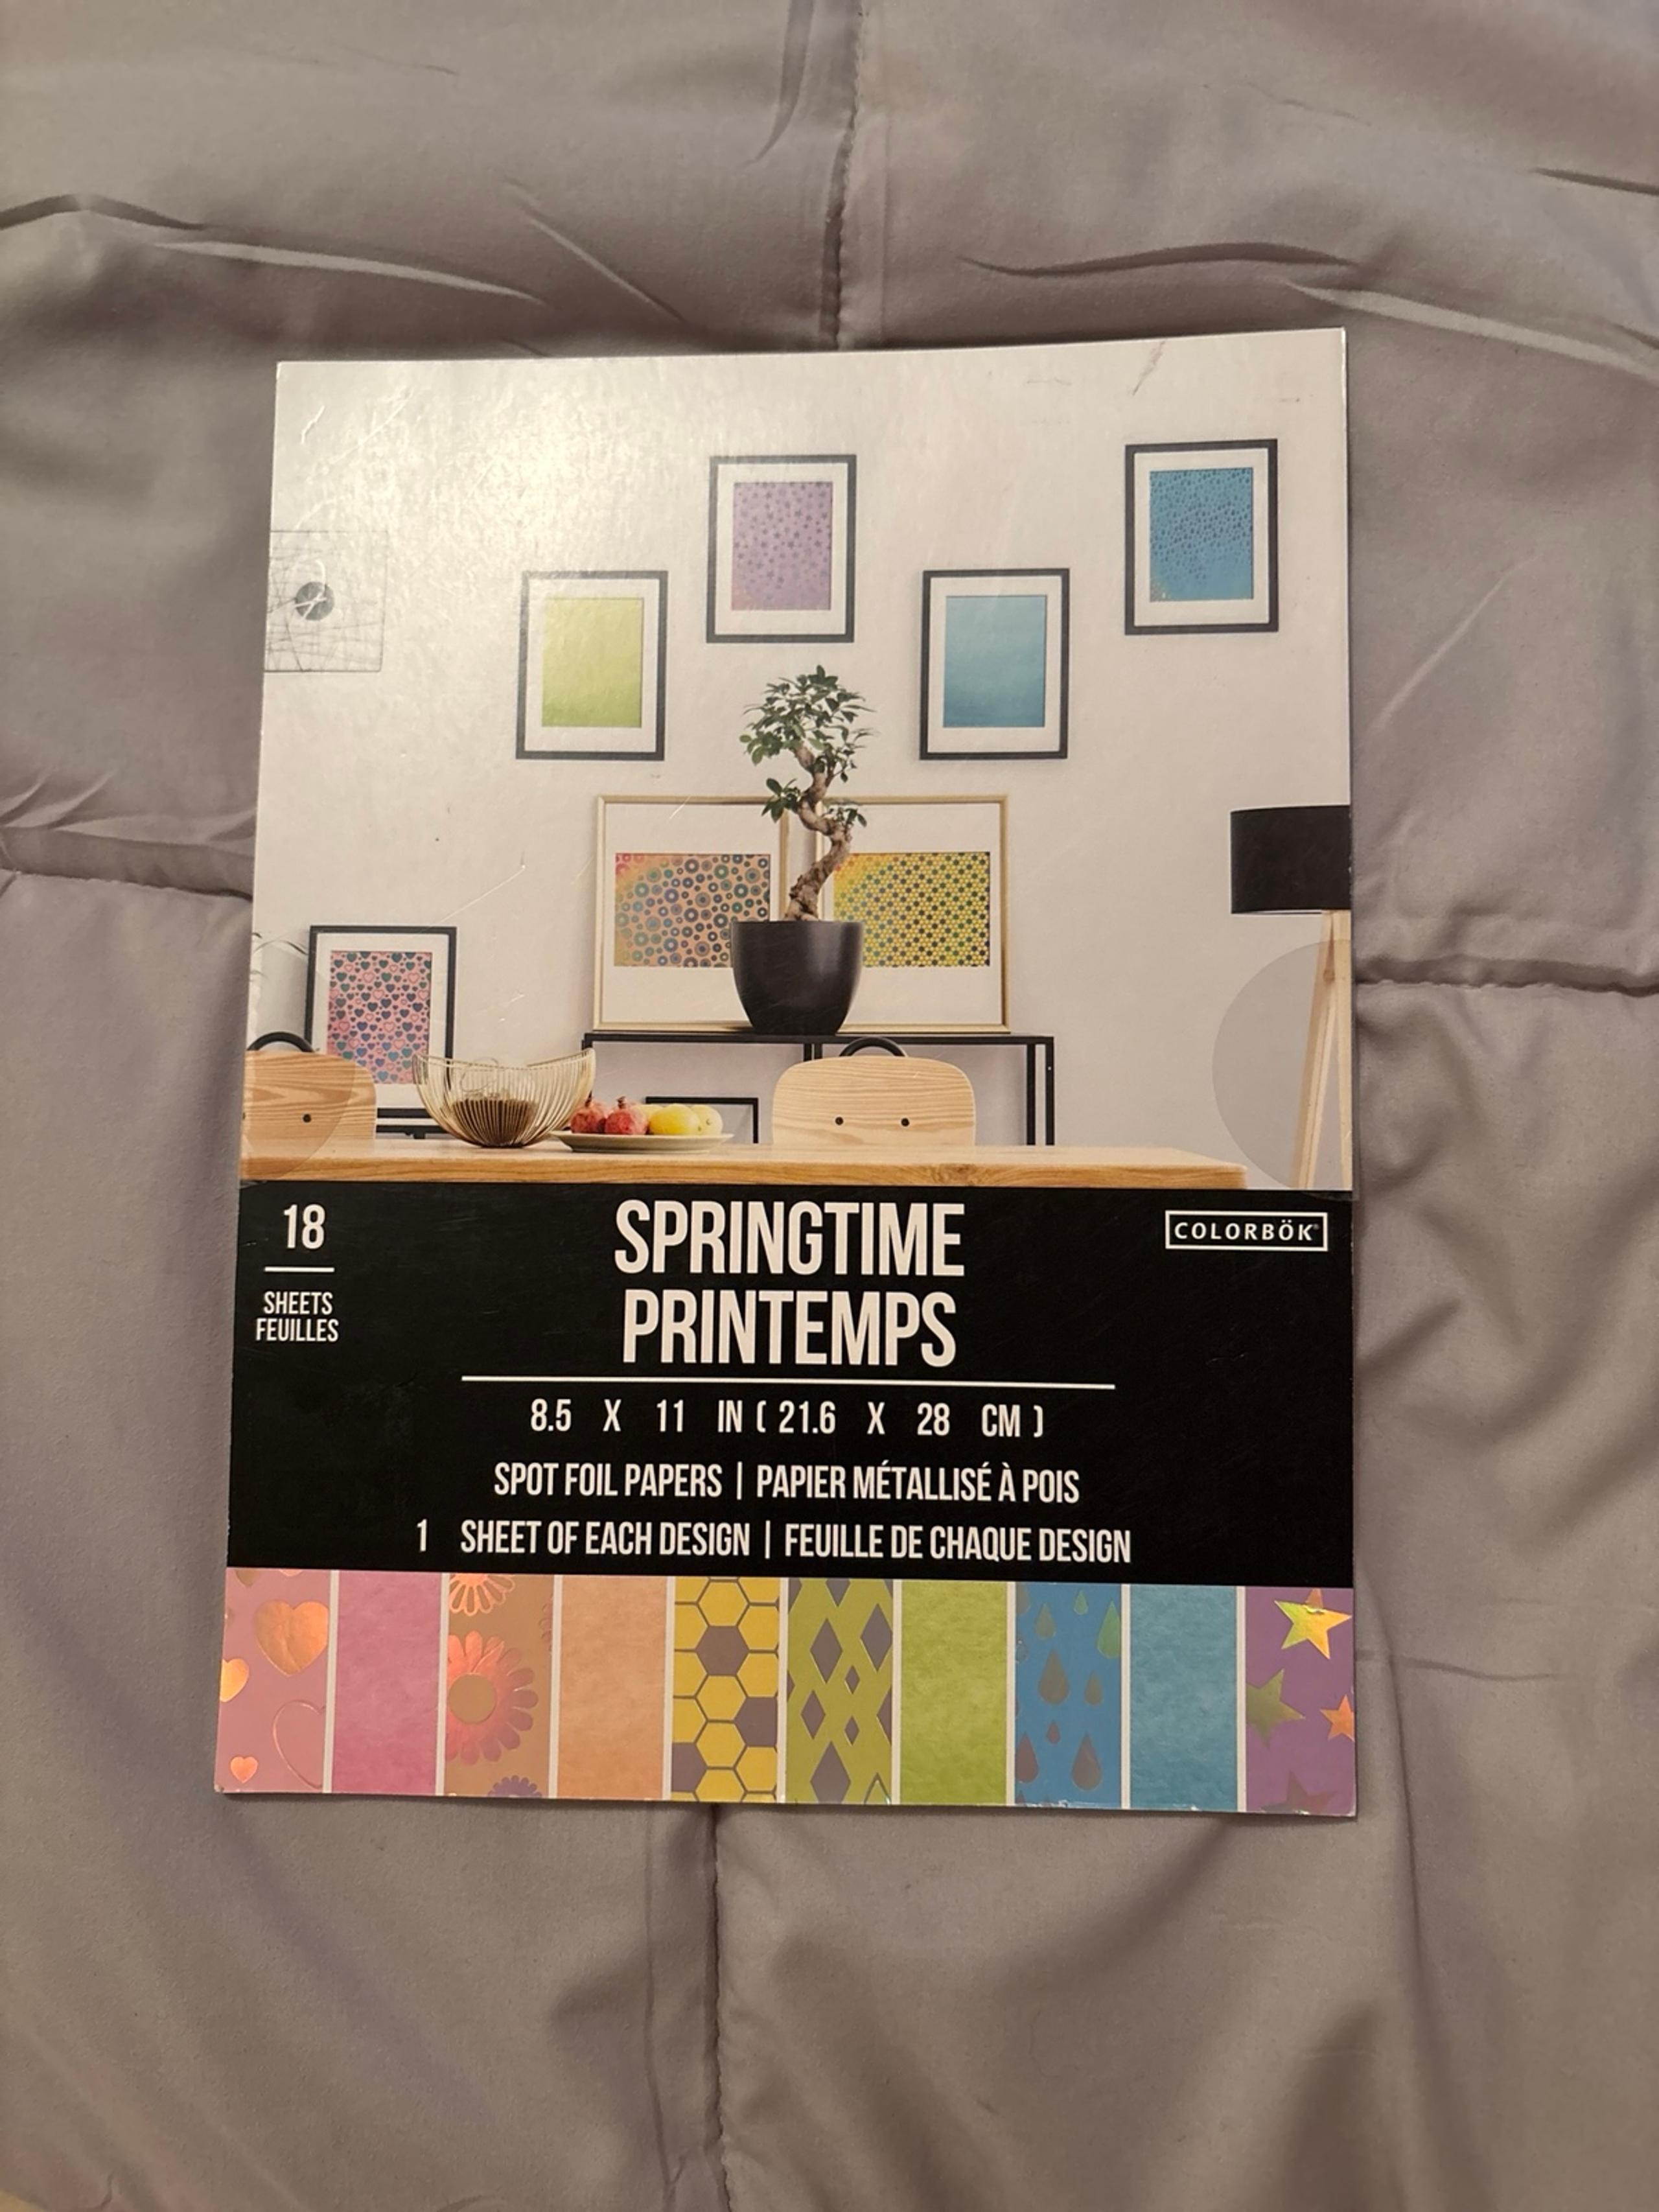 18
SHEETS
FEUILLES
SPRINGTIME
PRINTEMPS
COLORBÖK®
8.5 X 11 IN ( 21.6 X 28 CM )
SPOT FOIL PAPERS | PAPIER MÉTALLISÉ À POIS
1 SHEET OF EACH DESIGN | FEUILLE DE CHAQUE DESIGN